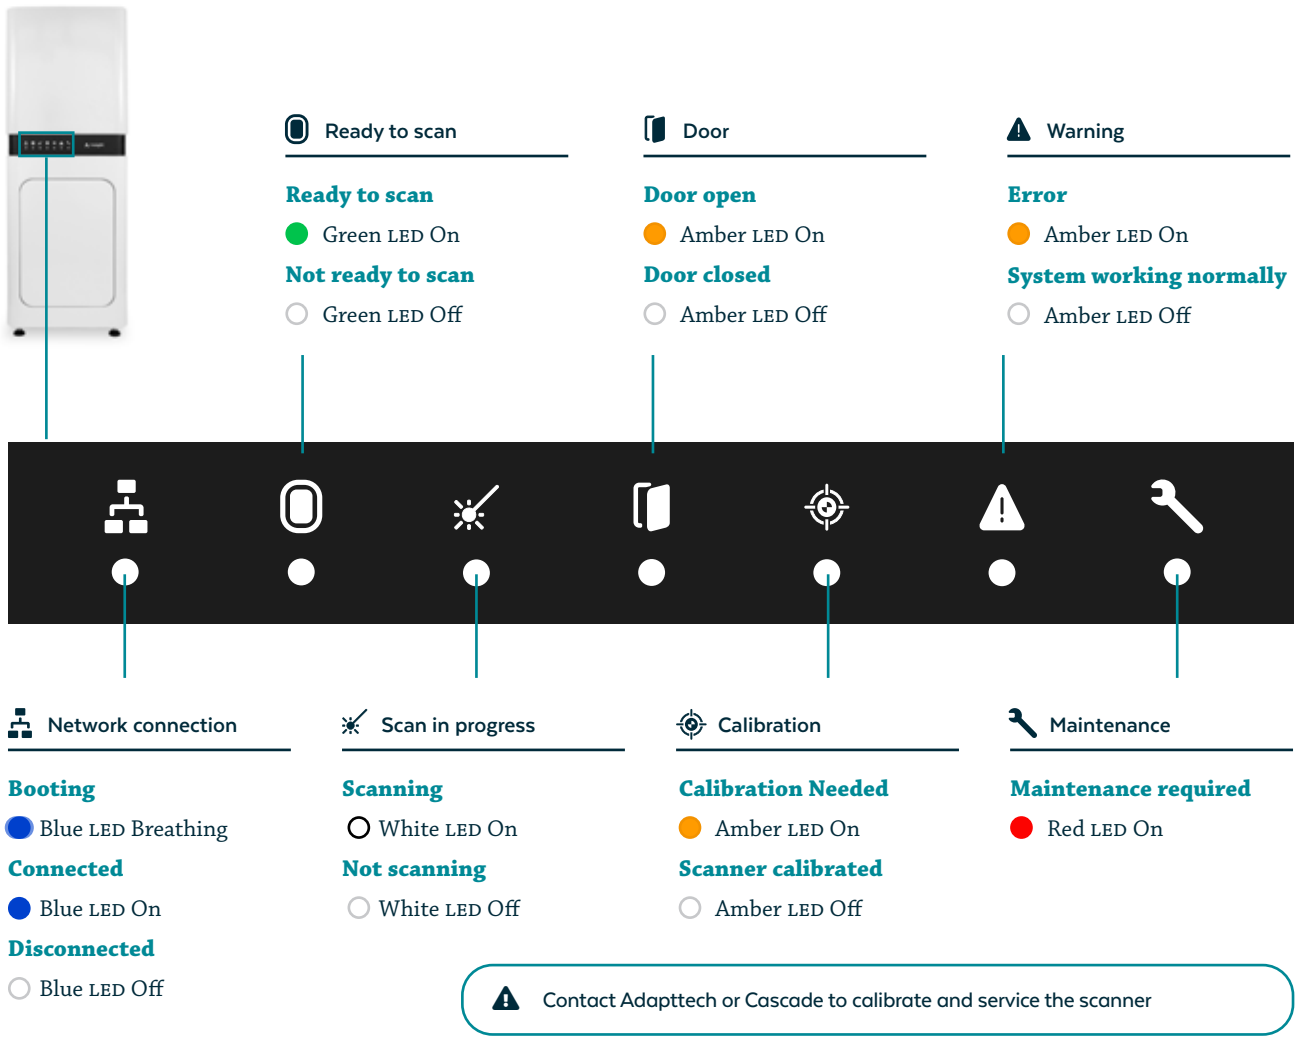 Ready to scan
Ready to scan
Green LED On
Not ready to scan
Green LED Off
Door
Door open
Amber LED On
Door closed
Amber LED Off
Warning
Error
Amber LED On
System working normally
Amber LED Off
Network connection
Booting
Blue LED Breathing
Connected
Blue LED On
Disconnected
Blue LED Off
Scan in progress
Scanning
White LED On
Not scanning
White LED Off
Calibration
Calibration Needed
Amber LED On
Scanner calibrated
Amber LED Off
Maintenance
Maintenance required
Red LED On
Contact Adapttech or Cascade to calibrate and service the scanner